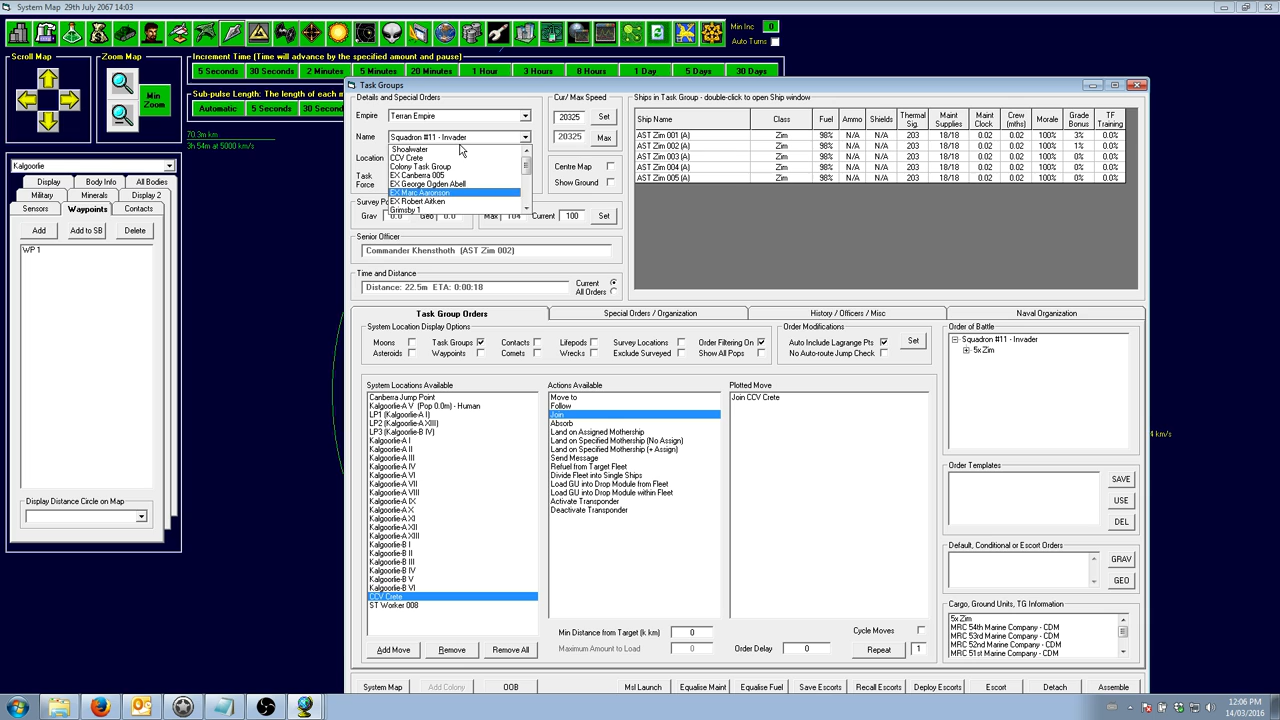 System Map  29th July 2067 14:03
Min Inc 0
Auto Turns
Scroll Map
Zoom Map
Min Zoom
Increment Time (Time will advance by the specified amount and pause)
5 Seconds 30 Seconds 2 Minutes 5 Minutes 20 Minutes 1 Hour 3 Hours 8 Hours 1 Day 5 Days 30 Days
Sub-pulse Length: The length of each m
Automatic 5 Seconds 30 Seconds
70.3m km
3h 54m at 5000 km/s
Kalgoorlie
Display Body Info All Bodies
Military Minerals Display 2
Sensors Waypoints Contacts
Add Add to SB Delete
WP 1
Display Distance Circle on Map
4 km/s
Task Groups
Details and Special Orders
Empire Terran Empire
Name Squadron #11 - Invader
Location
Task Force
Shoalwater
CCV Crete
Colony Task Group
EX Canberra 005
EX George Ogden Abell
EX Marc Aaronson
EX Robert Aitken
Grimsby 1
Cur/ Max Speed
20325 Set
20325 Max
Centre Map
Show Ground
Survey Po
Grav 0.0 Geo 0.0
Max 104 Current 100 Set
Senior Officer
Commander Khensthoth (AST Zim 002)
Time and Distance
Distance: 22.5m ETA: 0:00:18
Current
All Orders
Ships in Task Group - double-click to open Ship window
Ship Name Class Fuel Ammo Shields Thermal Sig. Maint Supplies Maint Clock Crew (mths) Morale Grade Bonus TF Training
AST Zim 001 (A) Zim 98% N/A N/A 203 18/18 0.02 0.02 100% 3% 0.0%
AST Zim 002 (A) Zim 98% N/A N/A 203 18/18 0.02 0.02 100% 1% 0.0%
AST Zim 003 (A) Zim 98% N/A N/A 203 18/18 0.02 0.02 100% 0% 0.0%
AST Zim 004 (A) Zim 98% N/A N/A 203 18/18 0.02 0.02 100% 0% 0.0%
AST Zim 005 (A) Zim 98% N/A N/A 203 18/18 0.02 0.02 100% 0% 0.0%
Task Group Orders Special Orders / Organization History / Officers / Misc Naval Organization
System Location Display Options
Moons Task Groups Contacts Lifepods Survey Locations Order Filtering On
Asteroids Waypoints Comets Wrecks Exclude Surveyed Show All Pops
Order Modifications
Auto Include Lagrange Pts
No Auto-route Jump Check
Set
System Locations Available
Canberra Jump Point
Kalgoorlie-A V (Pop 0.0m) - Human
LP1 (Kalgoorlie-A I)
LP2 (Kalgoorlie-A XIII)
LP3 (Kalgoorlie-B IV)
Kalgoorlie-A I
Kalgoorlie-A II
Kalgoorlie-A III
Kalgoorlie-A IV
Kalgoorlie-A VI
Kalgoorlie-A VII
Kalgoorlie-A VIII
Kalgoorlie-A IX
Kalgoorlie-A X
Kalgoorlie-A XI
Kalgoorlie-A XII
Kalgoorlie-A XIII
Kalgoorlie-B I
Kalgoorlie-B II
Kalgoorlie-B III
Kalgoorlie-B IV
Kalgoorlie-B V
Kalgoorlie-B VI
CCV Crete
ST Worker 008
Actions Available
Move to
Follow
Join
Absorb
Land on Assigned Mothership
Land on Specified Mothership (No Assign)
Land on Specified Mothership (+ Assign)
Send Message
Refuel from Target Fleet
Divide Fleet into Single Ships
Load GU into Drop Module from Fleet
Load GU into Drop Module within Fleet
Activate Transponder
Deactivate Transponder
Plotted Move
Join CCV Crete
Order of Battle
Squadron #11 - Invader
5x Zim
Order Templates
SAVE
USE
DEL
Default, Conditional or Escort Orders
GRAV
GEO
Cargo, Ground Units, TG Information
5x Zim
MRC 54th Marine Company - CDM
MRC 53rd Marine Company - CDM
MRC 52nd Marine Company - CDM
MRC 51st Marine Company - CDM
Min Distance from Target (k km) 0
Cycle Moves
Add Move Remove Remove All
Maximum Amount to Load 0
Order Delay 0
Repeat 1
System Map Add Colony OOB Msl Launch Equalise Maint Equalise Fuel Save Escorts Recall Escorts Deploy Escorts Escort Detach Assemble
12:06 PM
14/03/2016